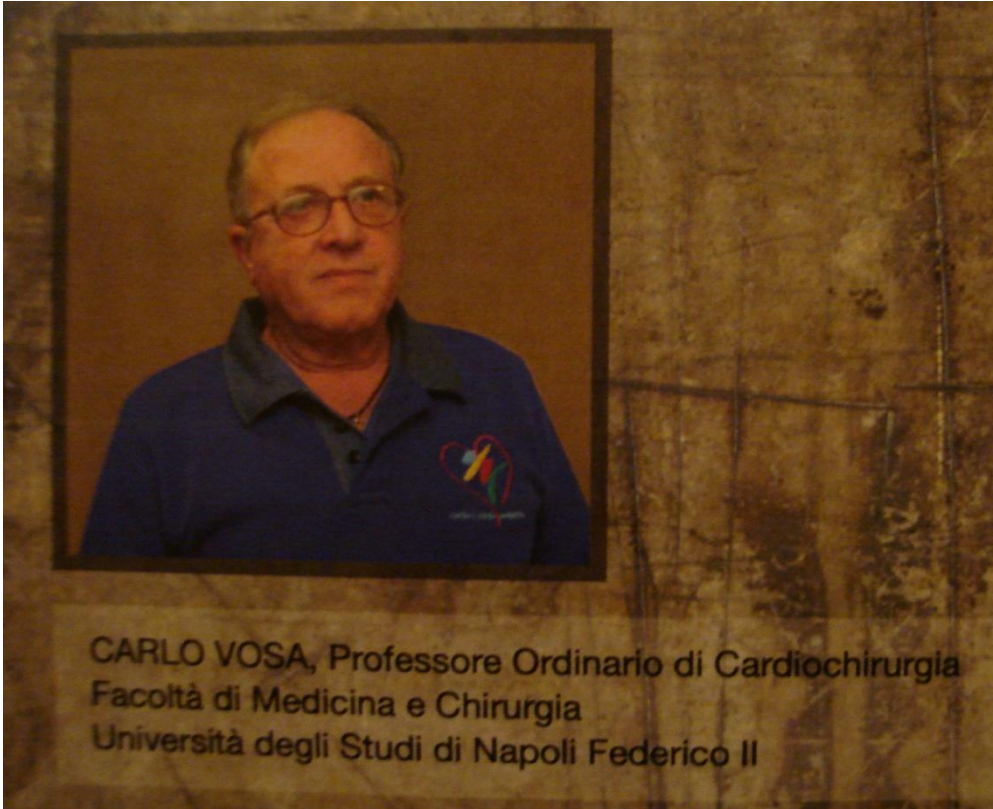 CARLO VOSA, Professore Ordinario di Cardiochirurgia
Facoltà di Medicina e Chirurgia
Università degli Studi di Napoli Federico II